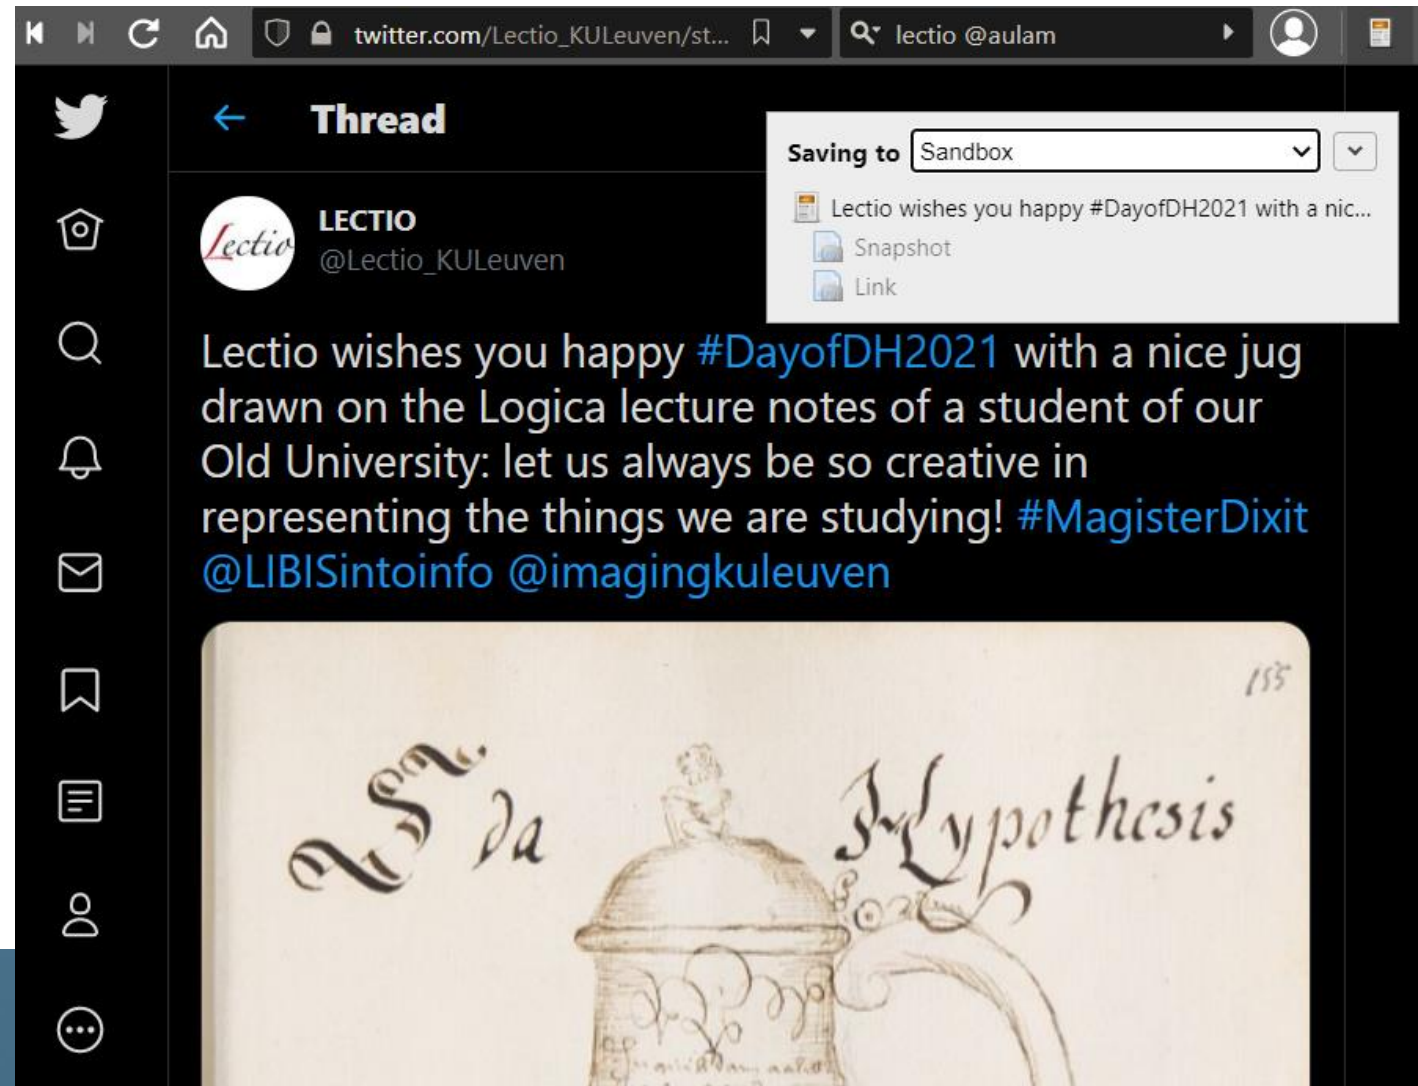 twitter.com/Lectio_KULeuven/st...
lectio @aulam
Thread
Saving to Sandbox
Lectio wishes you happy #DayofDH2021 with a nic...
Snapshot
Link
Lectio
LECTIO
@Lectio_KULeuven
Lectio wishes you happy #DayofDH2021 with a nice jug
drawn on the Logica lecture notes of a student of our
Old University: let us always be so creative in
representing the things we are studying! #MagisterDixit
@LIBISintoinfo @imagingkuleuven
155
da Hypothesis